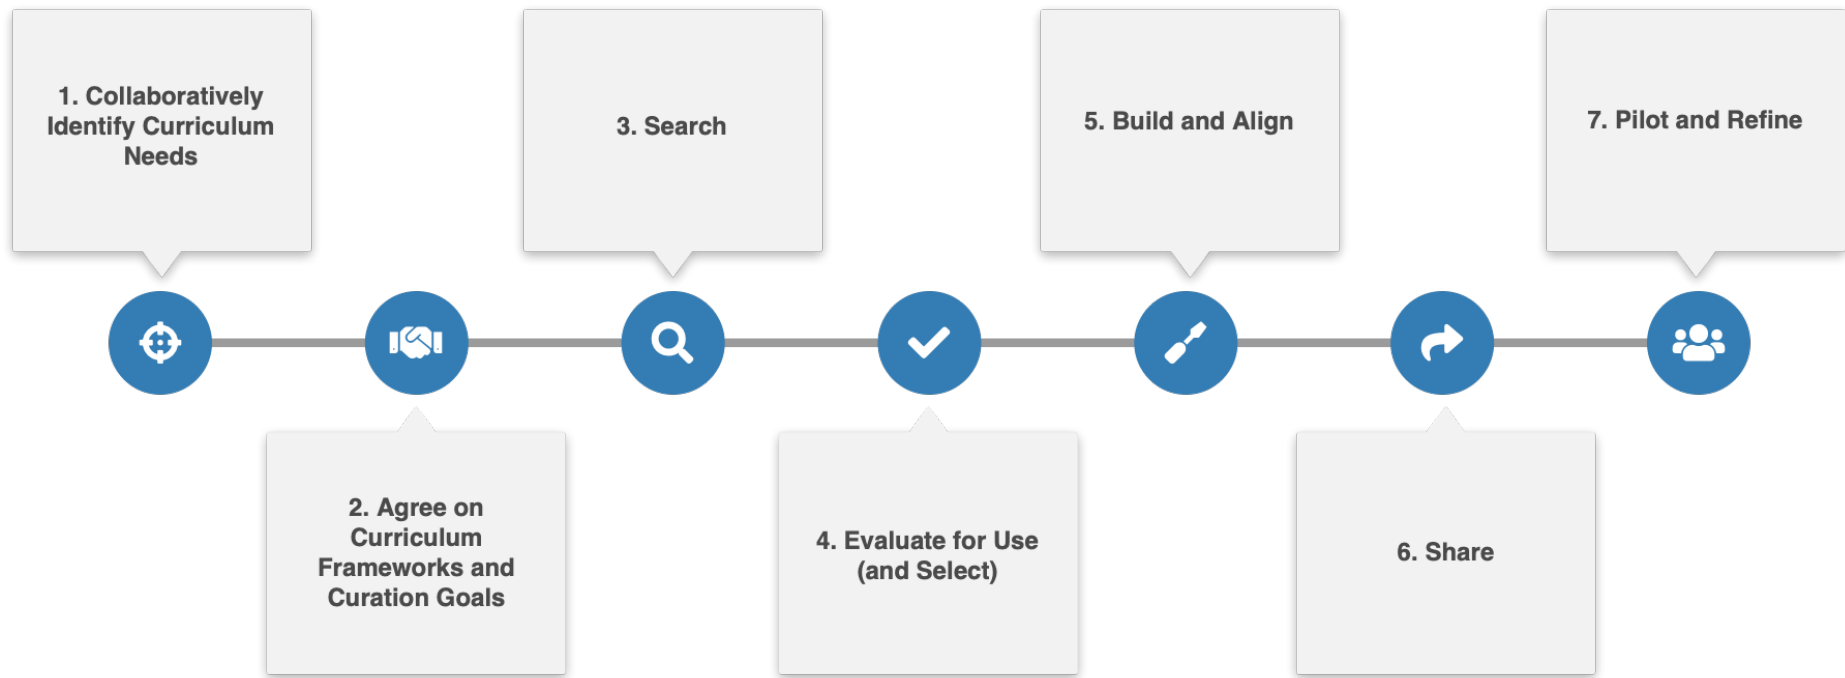 1. Collaboratively
Identify Curriculum
Needs
2. Agree on
Curriculum
Frameworks and
Curation Goals
3. Search
4. Evaluate for Use
(and Select)
5. Build and Align
6. Share
7. Pilot and Refine